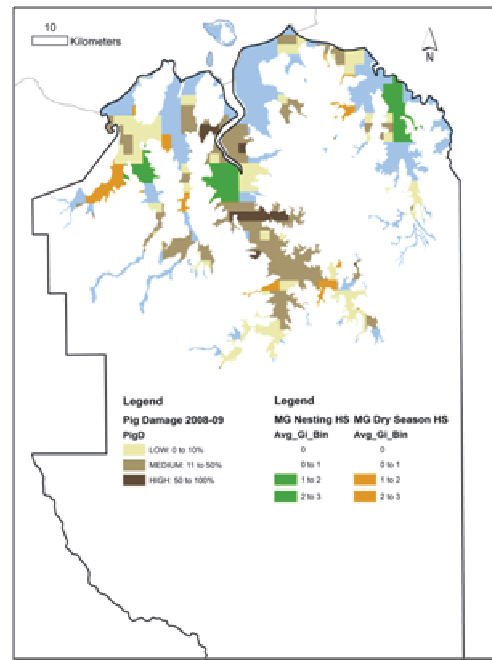 10
Kilometers
N
Legend
Pig Damage 2008-09
PigD
LOW: 0 to 10%
MEDIUM: 11 to 50%
HIGH: 50 to 100%
Legend
MG Nesting HS MG Dry Season HS
Avg_Gi_Bin Avg_Gi_Bin
0 0
0 to 1 0 to 1
1 to 2 1 to 2
2 to 3 2 to 3